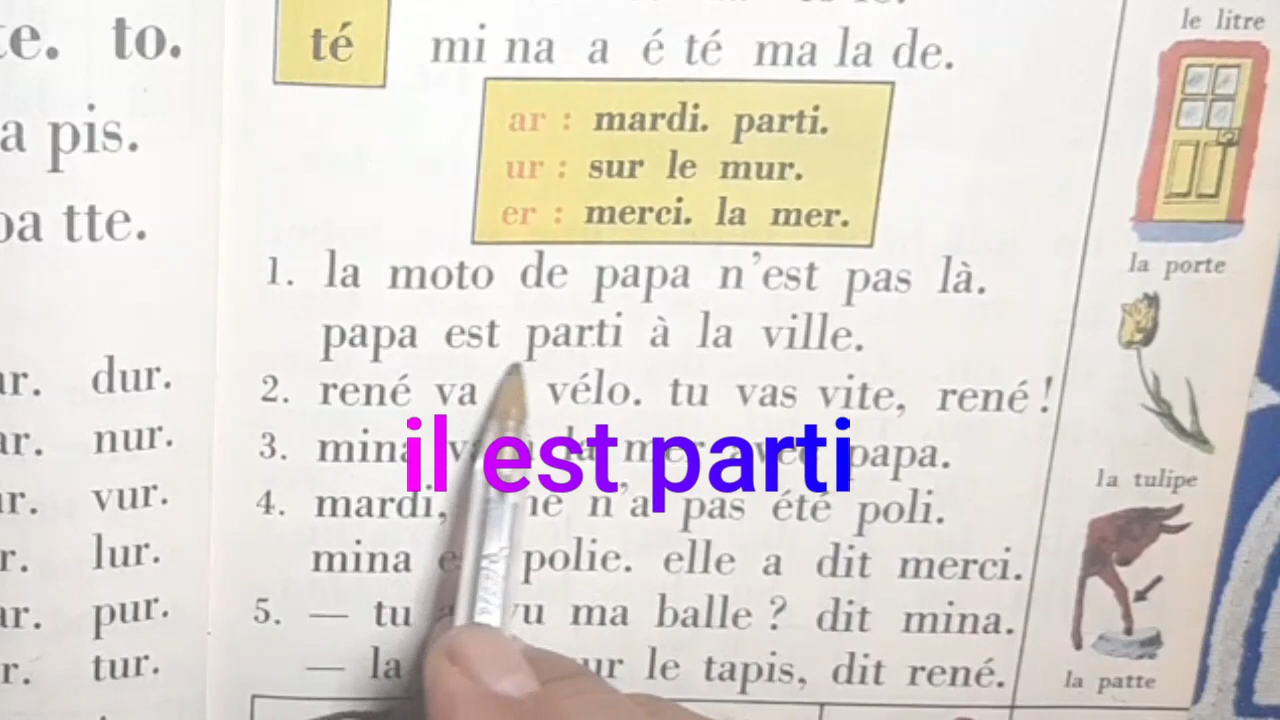 te. to.
a pis.
pa tte.
ar. dur.
ar. nur.
ur. vur.
r. lur.
ar. pur.
r. tur.
té mi na a é té ma la de.
ar : mardi. parti.
ur : sur le mur.
er : merci. la mer.
1. la moto de papa n'est pas là.
papa est parti à la ville.
2. rené va vélo. tu vas vite, rené !
3. mina la mer avec papa.
4. mardi, n'a pas été poli.
mina polie. elle a dit merci.
5. — tu vu ma balle ? dit mina.
— la le tapis, dit rené.
il est parti
le litre
la porte
la tulipe
la patte